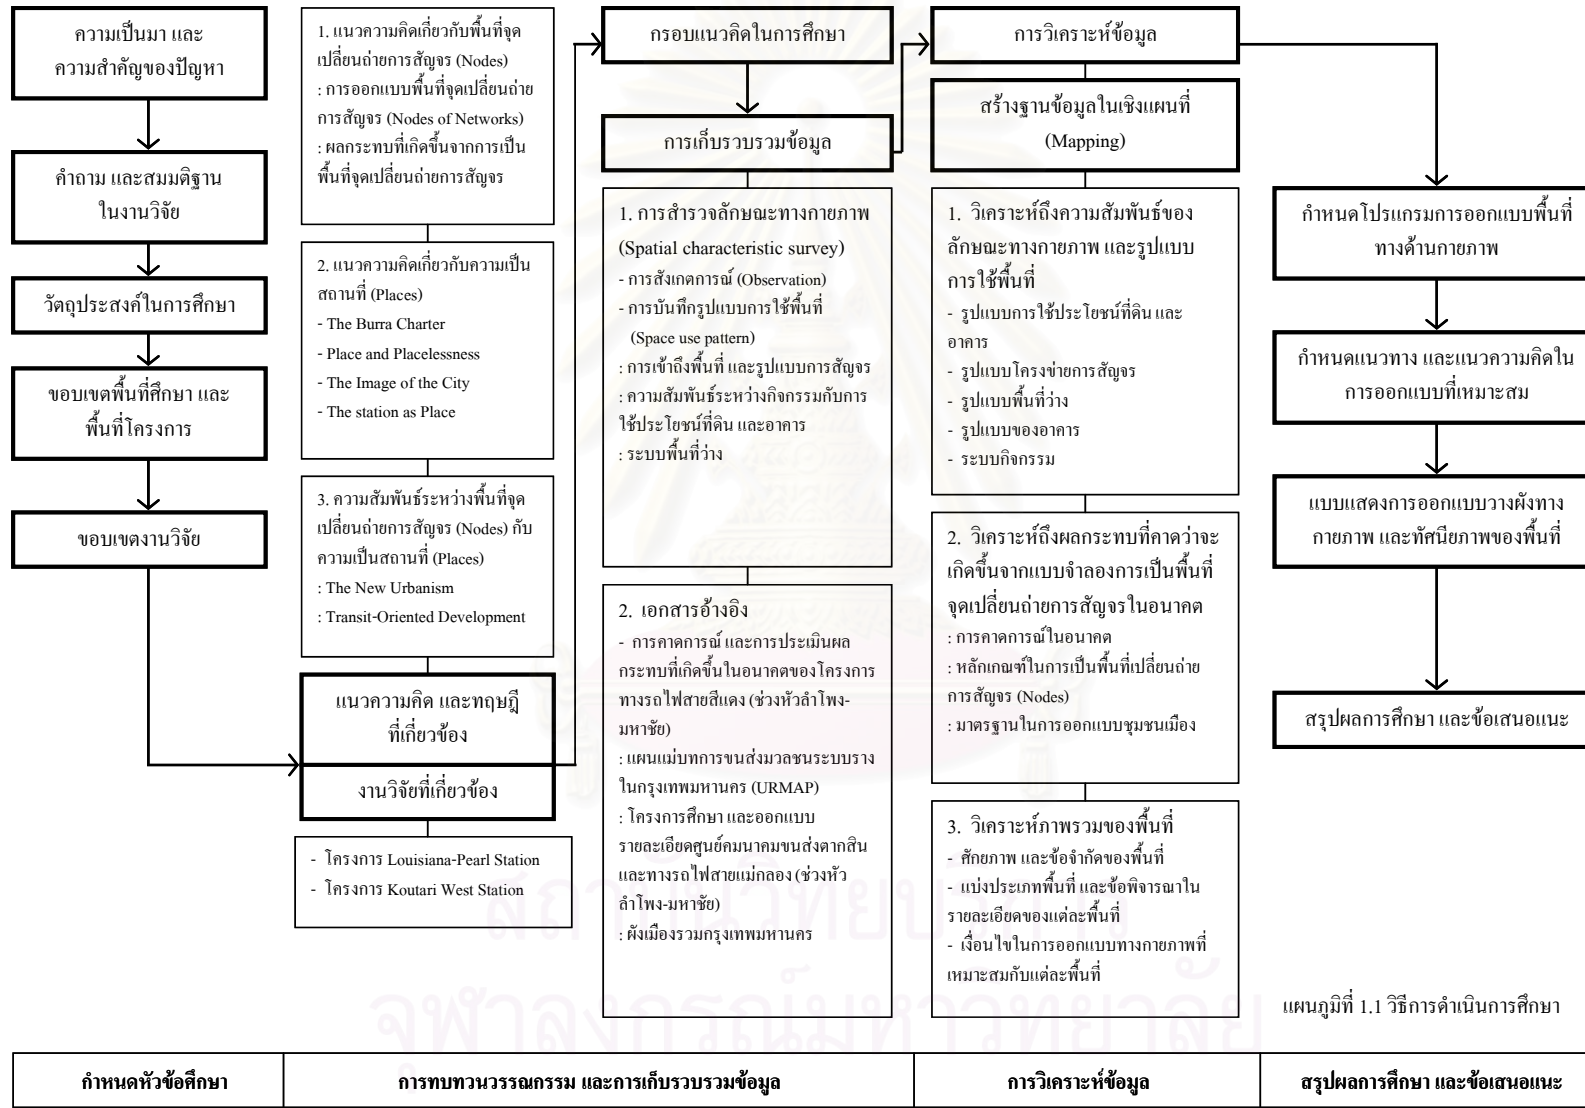 ความเป็นมา และ
ความสำคัญของปัญหา
คำถาม และสมมติฐาน
ในงานวิจัย
วัตถุประสงค์ในการศึกษา
ขอบเขตพื้นที่ศึกษา และ
พื้นที่โครงการ
ขอบเขตงานวิจัย
1. แนวความคิดเกี่ยวกับพื้นที่จุด
เปลี่ยนถ่ายการสัญจร (Nodes)
: การออกแบบพื้นที่จุดเปลี่ยนถ่าย
การสัญจร (Nodes of Networks)
: ผลกระทบที่เกิดขึ้นจากการเป็น
พื้นที่จุดเปลี่ยนถ่ายการสัญจร
2. แนวความคิดเกี่ยวกับความเป็น
สถานที่ (Places)
- The Burra Charter
- Place and Placelessness
- The Image of the City
- The station as Place
3. ความสัมพันธ์ระหว่างพื้นที่จุด
เปลี่ยนถ่ายการสัญจร (Nodes) กับ
ความเป็นสถานที่ (Places)
: The New Urbanism
: Transit-Oriented Development
แนวความคิด และทฤษฎี
ที่เกี่ยวข้อง
งานวิจัยที่เกี่ยวข้อง
- โครงการ Louisiana-Pearl Station
- โครงการ Koutari West Station
กรอบแนวคิดในการศึกษา
การเก็บรวบรวมข้อมูล
1. การสำรวจลักษณะทางกายภาพ
(Spatial characteristic survey)
- การสังเกตการณ์ (Observation)
- การบันทึกรูปแบบการใช้พื้นที่
(Space use pattern)
: การเข้าถึงพื้นที่ และรูปแบบการสัญจร
: ความสัมพันธ์ระหว่างกิจกรรมกับการ
ใช้ประโยชน์ที่ดิน และอาคาร
: ระบบพื้นที่ว่าง
2. เอกสารอ้างอิง
- การคาดการณ์ และการประเมินผล
กระทบที่เกิดขึ้นในอนาคตของโครงการ
ทางรถไฟสายสีแดง (ช่วงหัวลำโพง-
มหาชัย)
: แผนแม่บทการขนส่งมวลชนระบบราง
ในกรุงเทพมหานคร (URMAP)
: โครงการศึกษา และออกแบบ
รายละเอียดศูนย์คมนาคมขนส่งตากสิน
และทางรถไฟสายแม่กลอง (ช่วงหัว
ลำโพง-มหาชัย)
: ผังเมืองรวมกรุงเทพมหานคร
การวิเคราะห์ข้อมูล
สร้างฐานข้อมูลในเชิงแผนที่
(Mapping)
1. วิเคราะห์ถึงความสัมพันธ์ของ
ลักษณะทางกายภาพ และรูปแบบ
การใช้พื้นที่
- รูปแบบการใช้ประโยชน์ที่ดิน และ
อาคาร
- รูปแบบโครงข่ายการสัญจร
- รูปแบบพื้นที่ว่าง
- รูปแบบของอาคาร
- ระบบกิจกรรม
2. วิเคราะห์ถึงผลกระทบที่คาดว่าจะ
เกิดขึ้นจากแบบจำลองการเป็นพื้นที่
จุดเปลี่ยนถ่ายการสัญจรในอนาคต
: การคาดการณ์ในอนาคต
: หลักเกณฑ์ในการเป็นพื้นที่เปลี่ยนถ่าย
การสัญจร (Nodes)
: มาตรฐานในการออกแบบชุมชนเมือง
3. วิเคราะห์ภาพรวมของพื้นที่
- ศักยภาพ และข้อจำกัดของพื้นที่
- แบ่งประเภทพื้นที่ และข้อพิจารณาใน
รายละเอียดของแต่ละพื้นที่
- เงื่อนไขในการออกแบบทางกายภาพที่
เหมาะสมกับแต่ละพื้นที่
กำหนดโปรแกรมการออกแบบพื้นที่
ทางด้านกายภาพ
กำหนดแนวทาง และแนวความคิดใน
การออกแบบที่เหมาะสม
แบบแสดงการออกแบบวางผังทาง
กายภาพ และทัศนียภาพของพื้นที่
สรุปผลการศึกษา และข้อเสนอแนะ
สถาบันวิทยบริการ
จุฬาลงกรณ์มหาวิทยาลัย
แผนภูมิที่ 1.1 วิธีการดำเนินการศึกษา
กำหนดหัวข้อศึกษา
การทบทวนวรรณกรรม และการเก็บรวบรวมข้อมูล
การวิเคราะห์ข้อมูล
สรุปผลการศึกษา และข้อเสนอแนะ